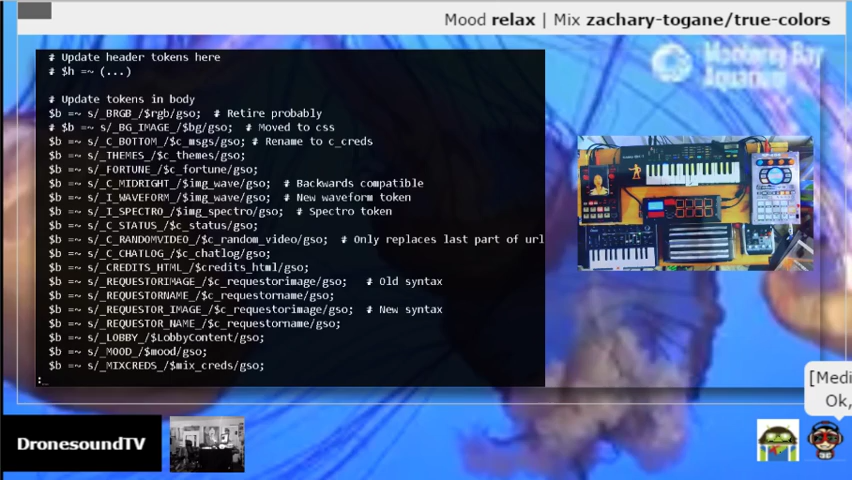 Mood relax | Mix zachary-togane/true-colors
Monterey Bay
Aquarium
# Update header tokens here
# $h =~ (...)
# Update tokens in body
$b =~ s/_BRGB_/$rgb/gso;  # Retire probably
# $b =~ s/_BG_IMAGE_/$bg/gso;  # Moved to css
$b =~ s/_C_BOTTOM_/$c_msgs/gso; # Rename to c_creds
$b =~ s/_THEMES_/$c_themes/gso;
$b =~ s/_FORTUNE_/$c_fortune/gso;
$b =~ s/_C_MIDRIGHT_/$img_wave/gso;  # Backwards compatible
$b =~ s/_I_WAVEFORM_/$img_wave/gso;  # New waveform token
$b =~ s/_I_SPECTRO_/$img_spectro/gso;  # Spectro token
$b =~ s/_C_STATUS_/$c_status/gso;
$b =~ s/_C_RANDOMVIDEO_/$c_random_video/gso;  # Only replaces last part of url
$b =~ s/_C_CHATLOG_/$c_chatlog/gso;
$b =~ s/_CREDITS_HTML_/$credits_html/gso;
$b =~ s/_REQUESTORIMAGE_/$c_requestorimage/gso;   # Old syntax
$b =~ s/_REQUESTORNAME_/$c_requestorname/gso;
$b =~ s/_REQUESTOR_IMAGE_/$c_requestorimage/gso;  # New syntax
$b =~ s/_REQUESTOR_NAME_/$c_requestorname/gso;
$b =~ s/_LOBBY_/$LobbyContent/gso;
$b =~ s/_MOOD_/$mood/gso;
$b =~ s/_MIXCREDS_/$mix_creds/gso;
:
[Medi
Ok,
DronesoundTV